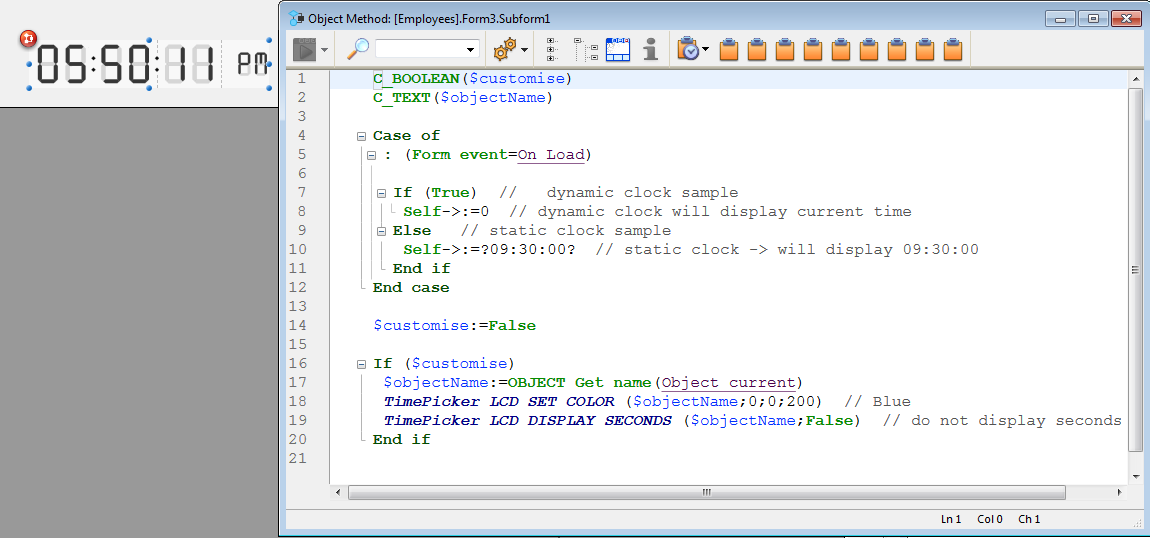 Object Method: [Employees].Form3.Subform1
05:50:11 PM
1 C_BOOLEAN($customise)
2 C_TEXT($objectName)
3
4 Case of
5 : (Form event=On Load)
6
7 If (True)  //   dynamic clock sample
8 Self->:=0  // dynamic clock will display current time
9 Else   // static clock sample
10 Self->:=?09:30:00?  // static clock -> will display 09:30:00
11 End if
12 End case
13
14 $customise:=False
15
16 If ($customise)
17 $objectName:=OBJECT Get name(Object current)
18 TimePicker LCD SET COLOR ($objectName;0;0;200)  // Blue
19 TimePicker LCD DISPLAY SECONDS ($objectName;False)  // do not display seconds
20 End if
21
Ln 1 Col 0 Ch 1